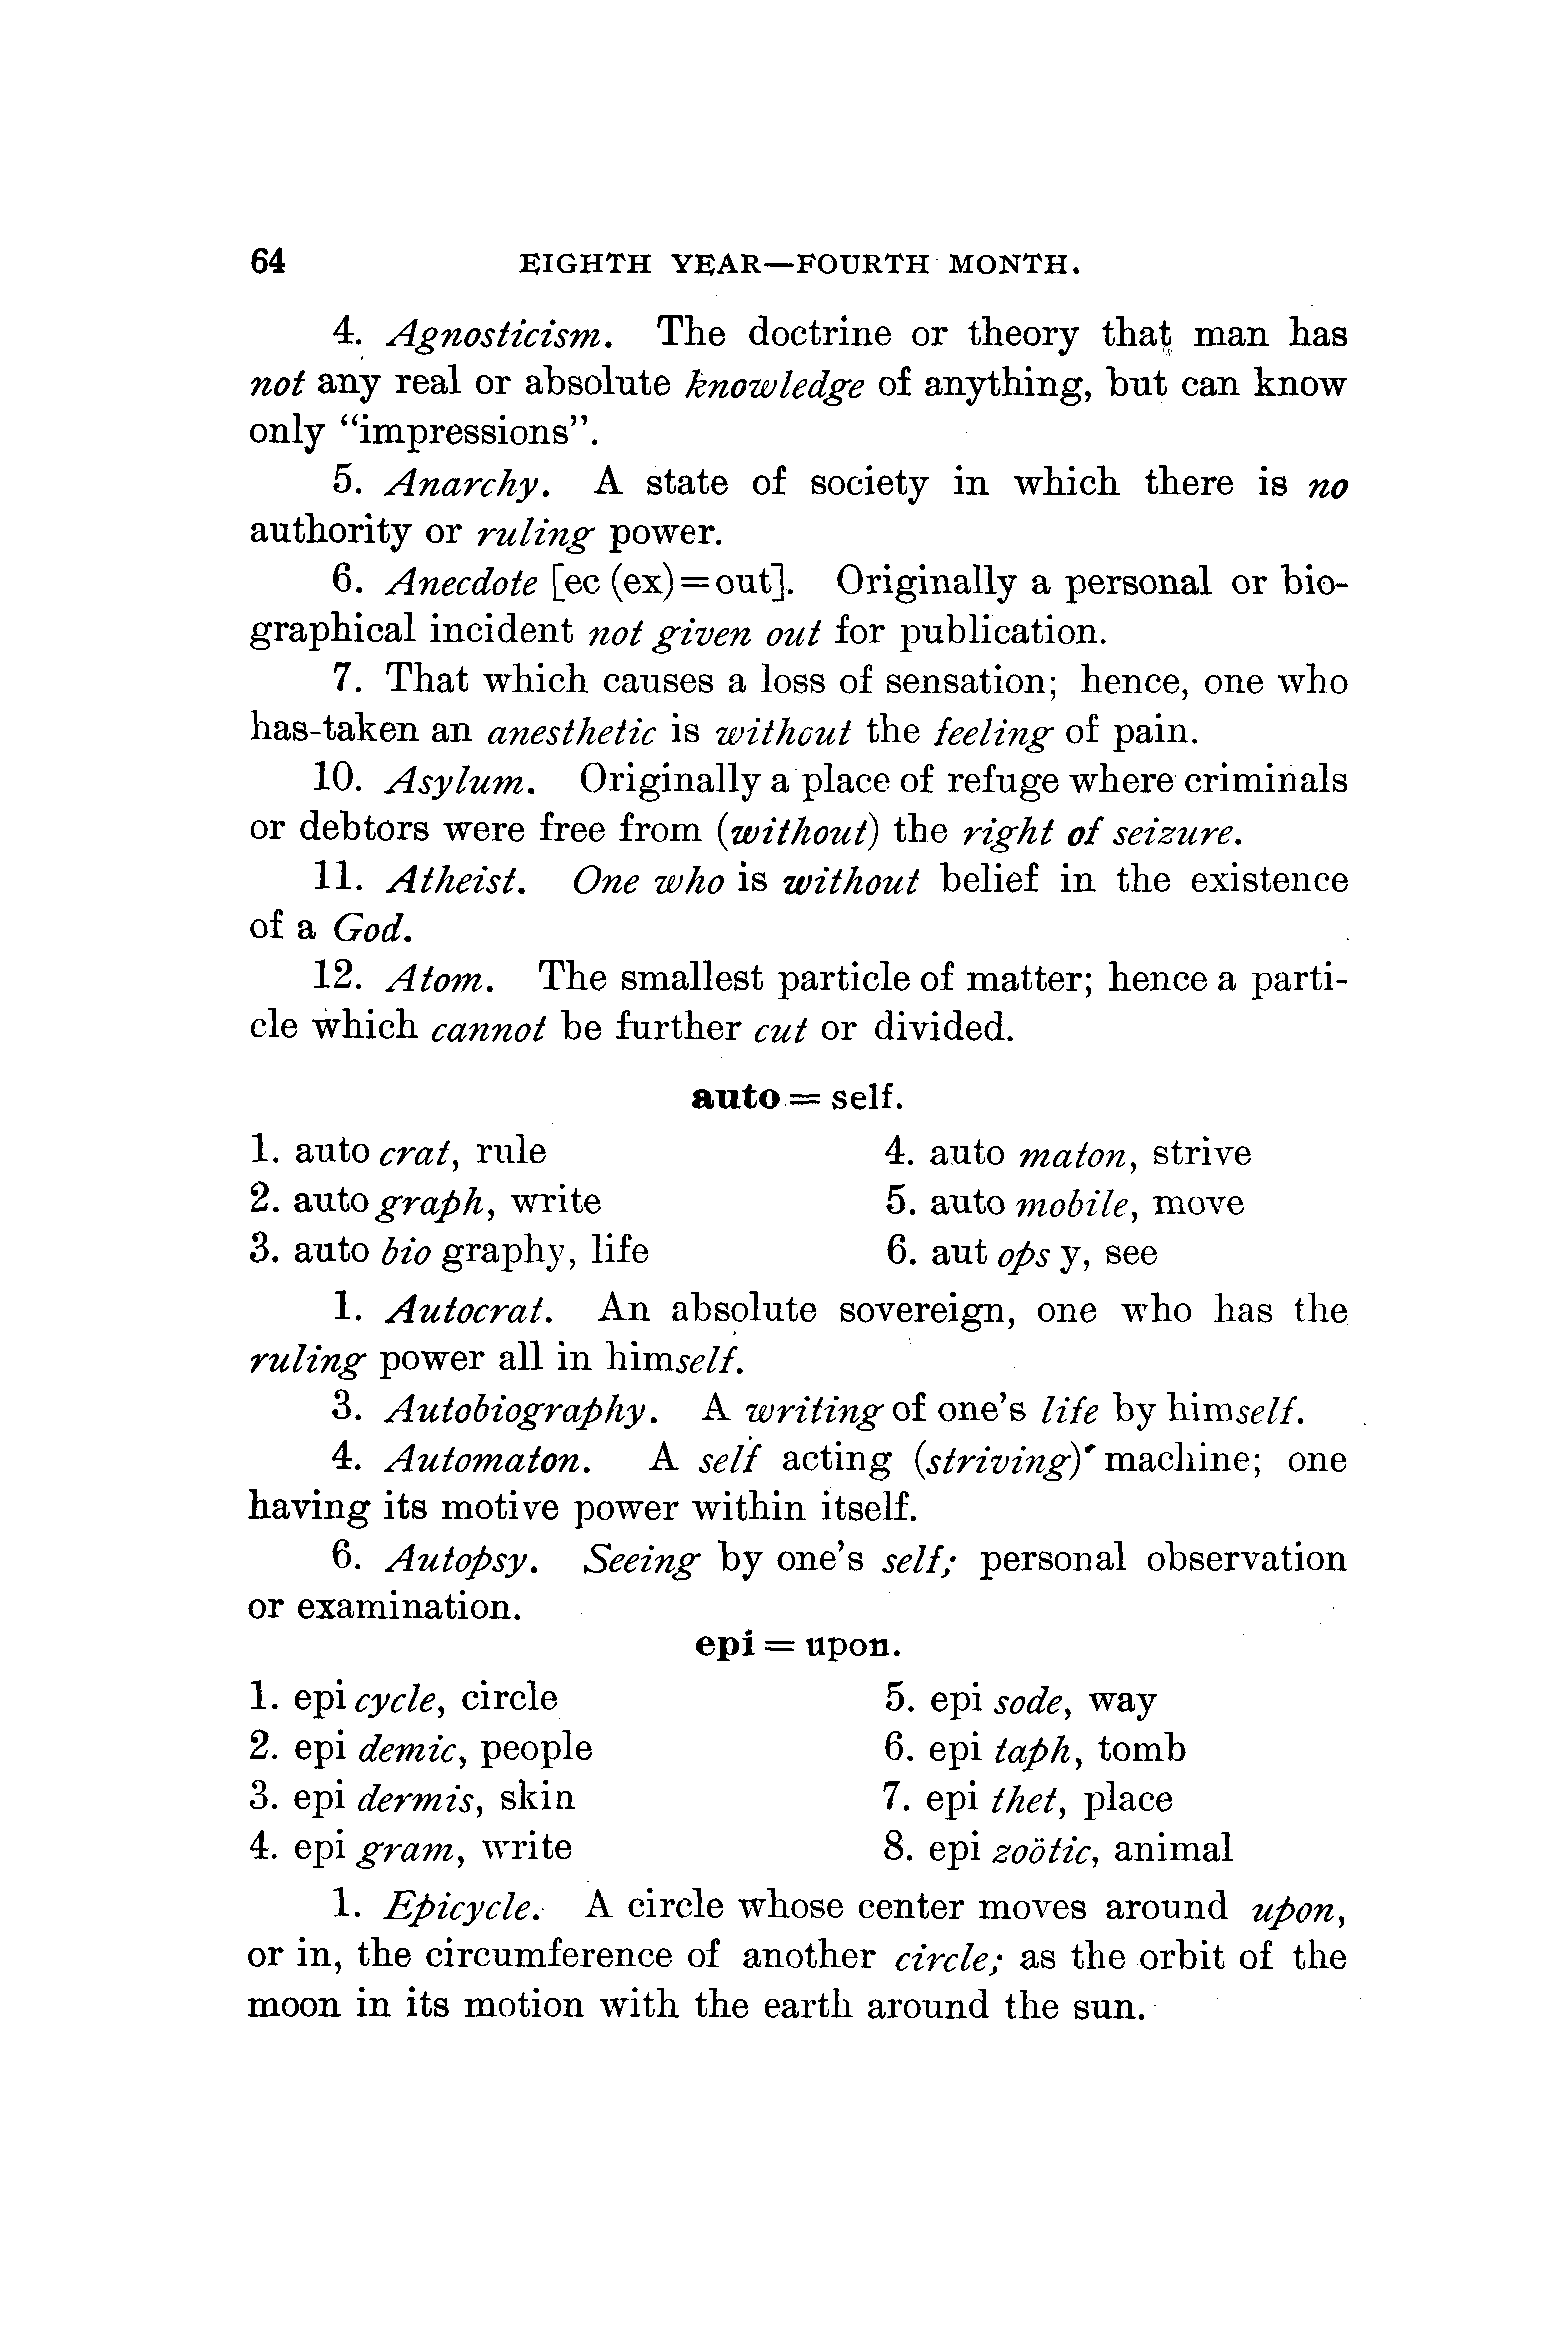 64 EIGHTH YEAR—FOURTH MONTH.
4. Agnosticism. The doctrine or theory that man has
not any real or absolute knowledge of anything, but can know
only “impressions”.
5. Anarchy. A state of society in which there is no
authority or ruling power.
6. Anecdote [ec (ex)=out]. Originally a personal or bio-
graphical incident not given out for publication.
7. That which causes a loss of sensation; hence, one who
has-taken an anesthetic is without the feeling of pain.
10. Asylum. Originally a place of refuge where criminals
or debtors were free from (without) the right of seizure.
11. Atheist. One who is without belief in the existence
of a God.
12. Atom. The smallest particle of matter; hence a parti-
cle which cannot be further cut or divided.
auto = self.
1. auto crat, rule
2. auto graph, write
3. auto bio graphy, life
4. auto maton, strive
5. auto mobile, move
6. aut ops y, see
1. Autocrat. An absolute sovereign, one who has the
ruling power all in himself.
3. Autobiography. A writing of one’s life by himself.
4. Automaton. A self acting (striving) machine; one
having its motive power within itself.
6. Autopsy. Seeing by one’s self; personal observation
or examination.
epi = upon.
1. epi cycle, circle
2. epi demic, people
3. epi dermis, skin
4. epi gram, write
5. epi sode, way
6. epi taph, tomb
7. epi thet, place
8. epi zoötic, animal
1. Epicycle. A circle whose center moves around upon,
or in, the circumference of another circle; as the orbit of the
moon in its motion with the earth around the sun.